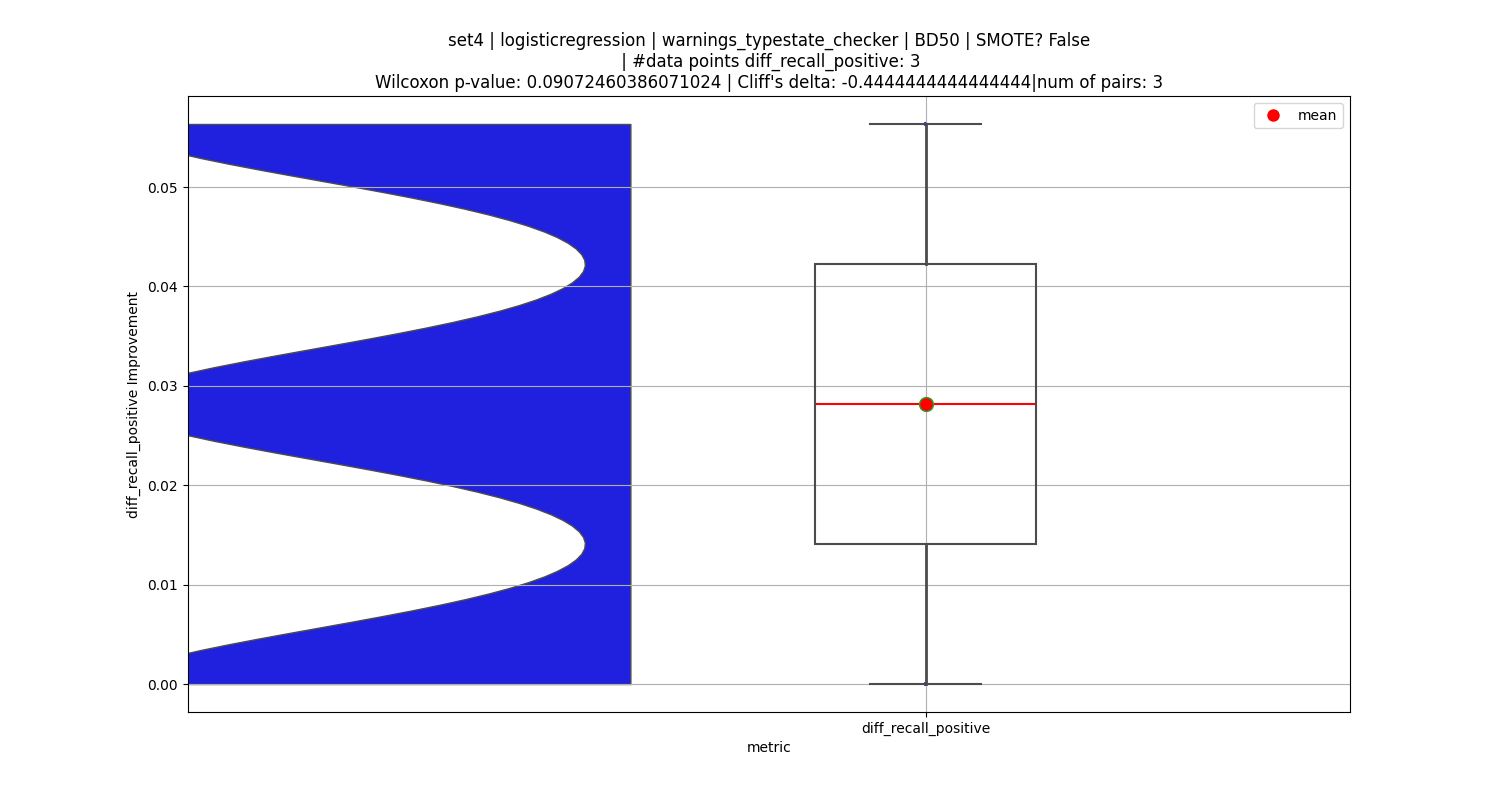 set4 | logisticregression | warnings_typestate_checker | BD50 | SMOTE? False
| #data points diff_recall_positive: 3
Wilcoxon p-value: 0.09072460386071024 | Cliff's delta: -0.4444444444444444|num of pairs: 3
mean
0.05
0.04
0.03
0.02
0.01
0.00
diff_recall_positive Improvement
diff_recall_positive
metric